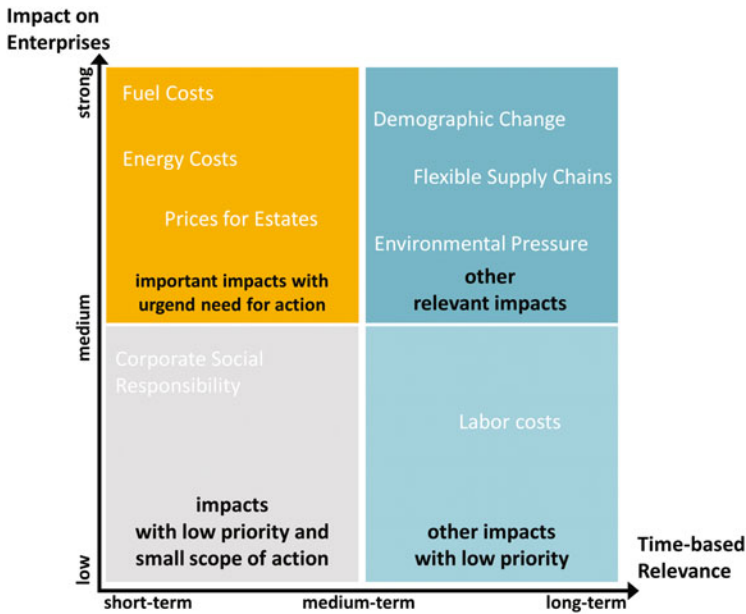 Impact on
Enterprises
strong
medium
low
Fuel Costs
Energy Costs
Prices for Estates
important impacts with
urgend need for action
Demographic Change
Flexible Supply Chains
Environmental Pressure
other
relevant impacts
Corporate Social
Responsibility
impacts
with low priority and
small scope of action
Labor costs
other impacts
with low priority
Time-based
Relevance
short-term
medium-term
long-term